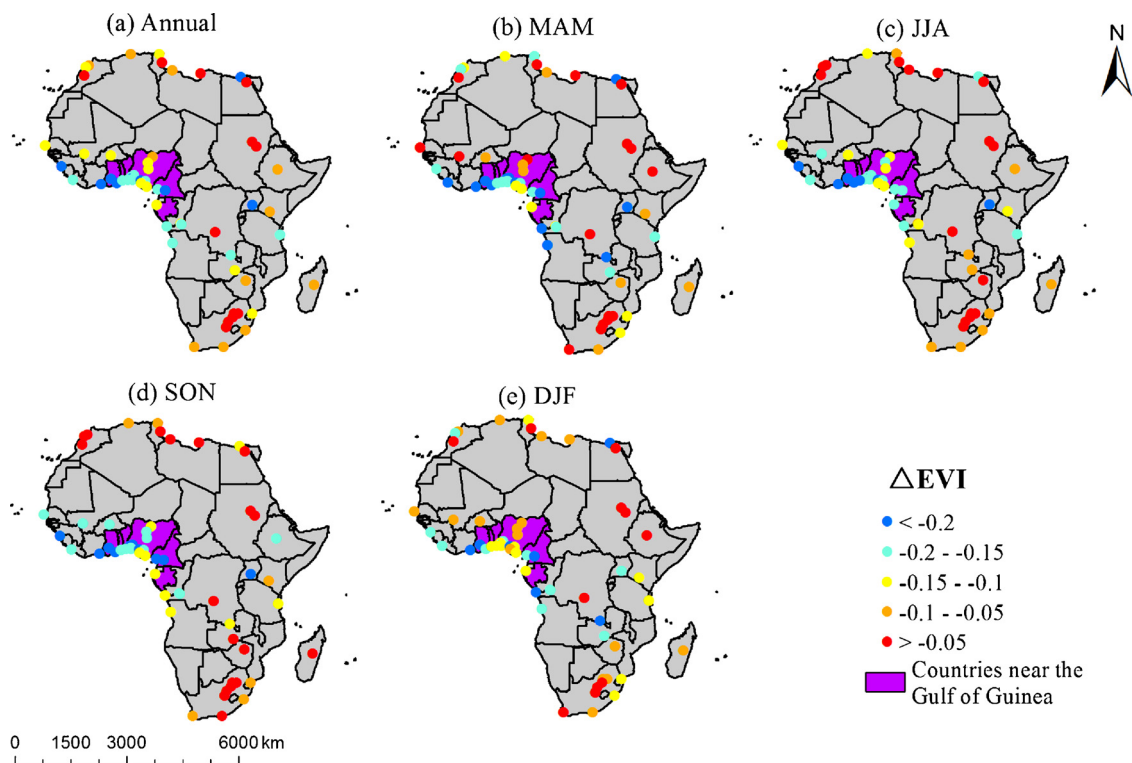 (a) Annual
(b) MAM
(c) JJA
N
(d) SON
(e) DJF
△EVI
< -0.2
-0.2 - -0.15
-0.15 - -0.1
-0.1 - -0.05
> -0.05
Countries near the
Gulf of Guinea
0 1500 3000 6000 km